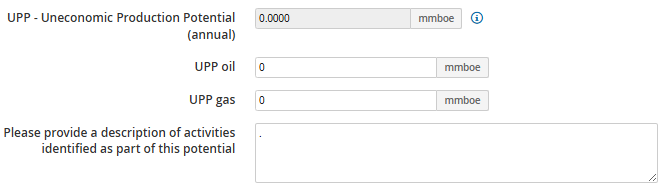 UPP - Uneconomic Production Potential 0.0000 mmboe
(annual)
UPP oil 0 mmboe
UPP gas 0 mmboe
Please provide a description of activities .
identified as part of this potential